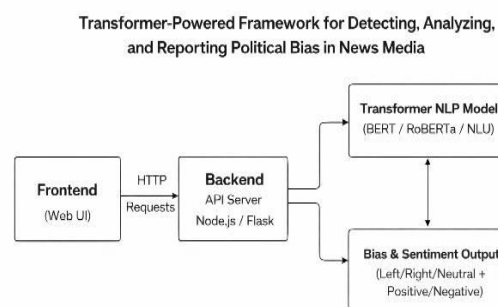 Transformer-Powered Framework for Detecting, Analyzing,
and Reporting Political Bias in News Media
Frontend
(Web UI)
HTTP
Requests
Backend
API Server
Node.js / Flask
Transformer NLP Model
(BERT / RoBERTa / NLU)
Bias & Sentiment Output
(Left/Right/Neutral +
Positive/Negative)